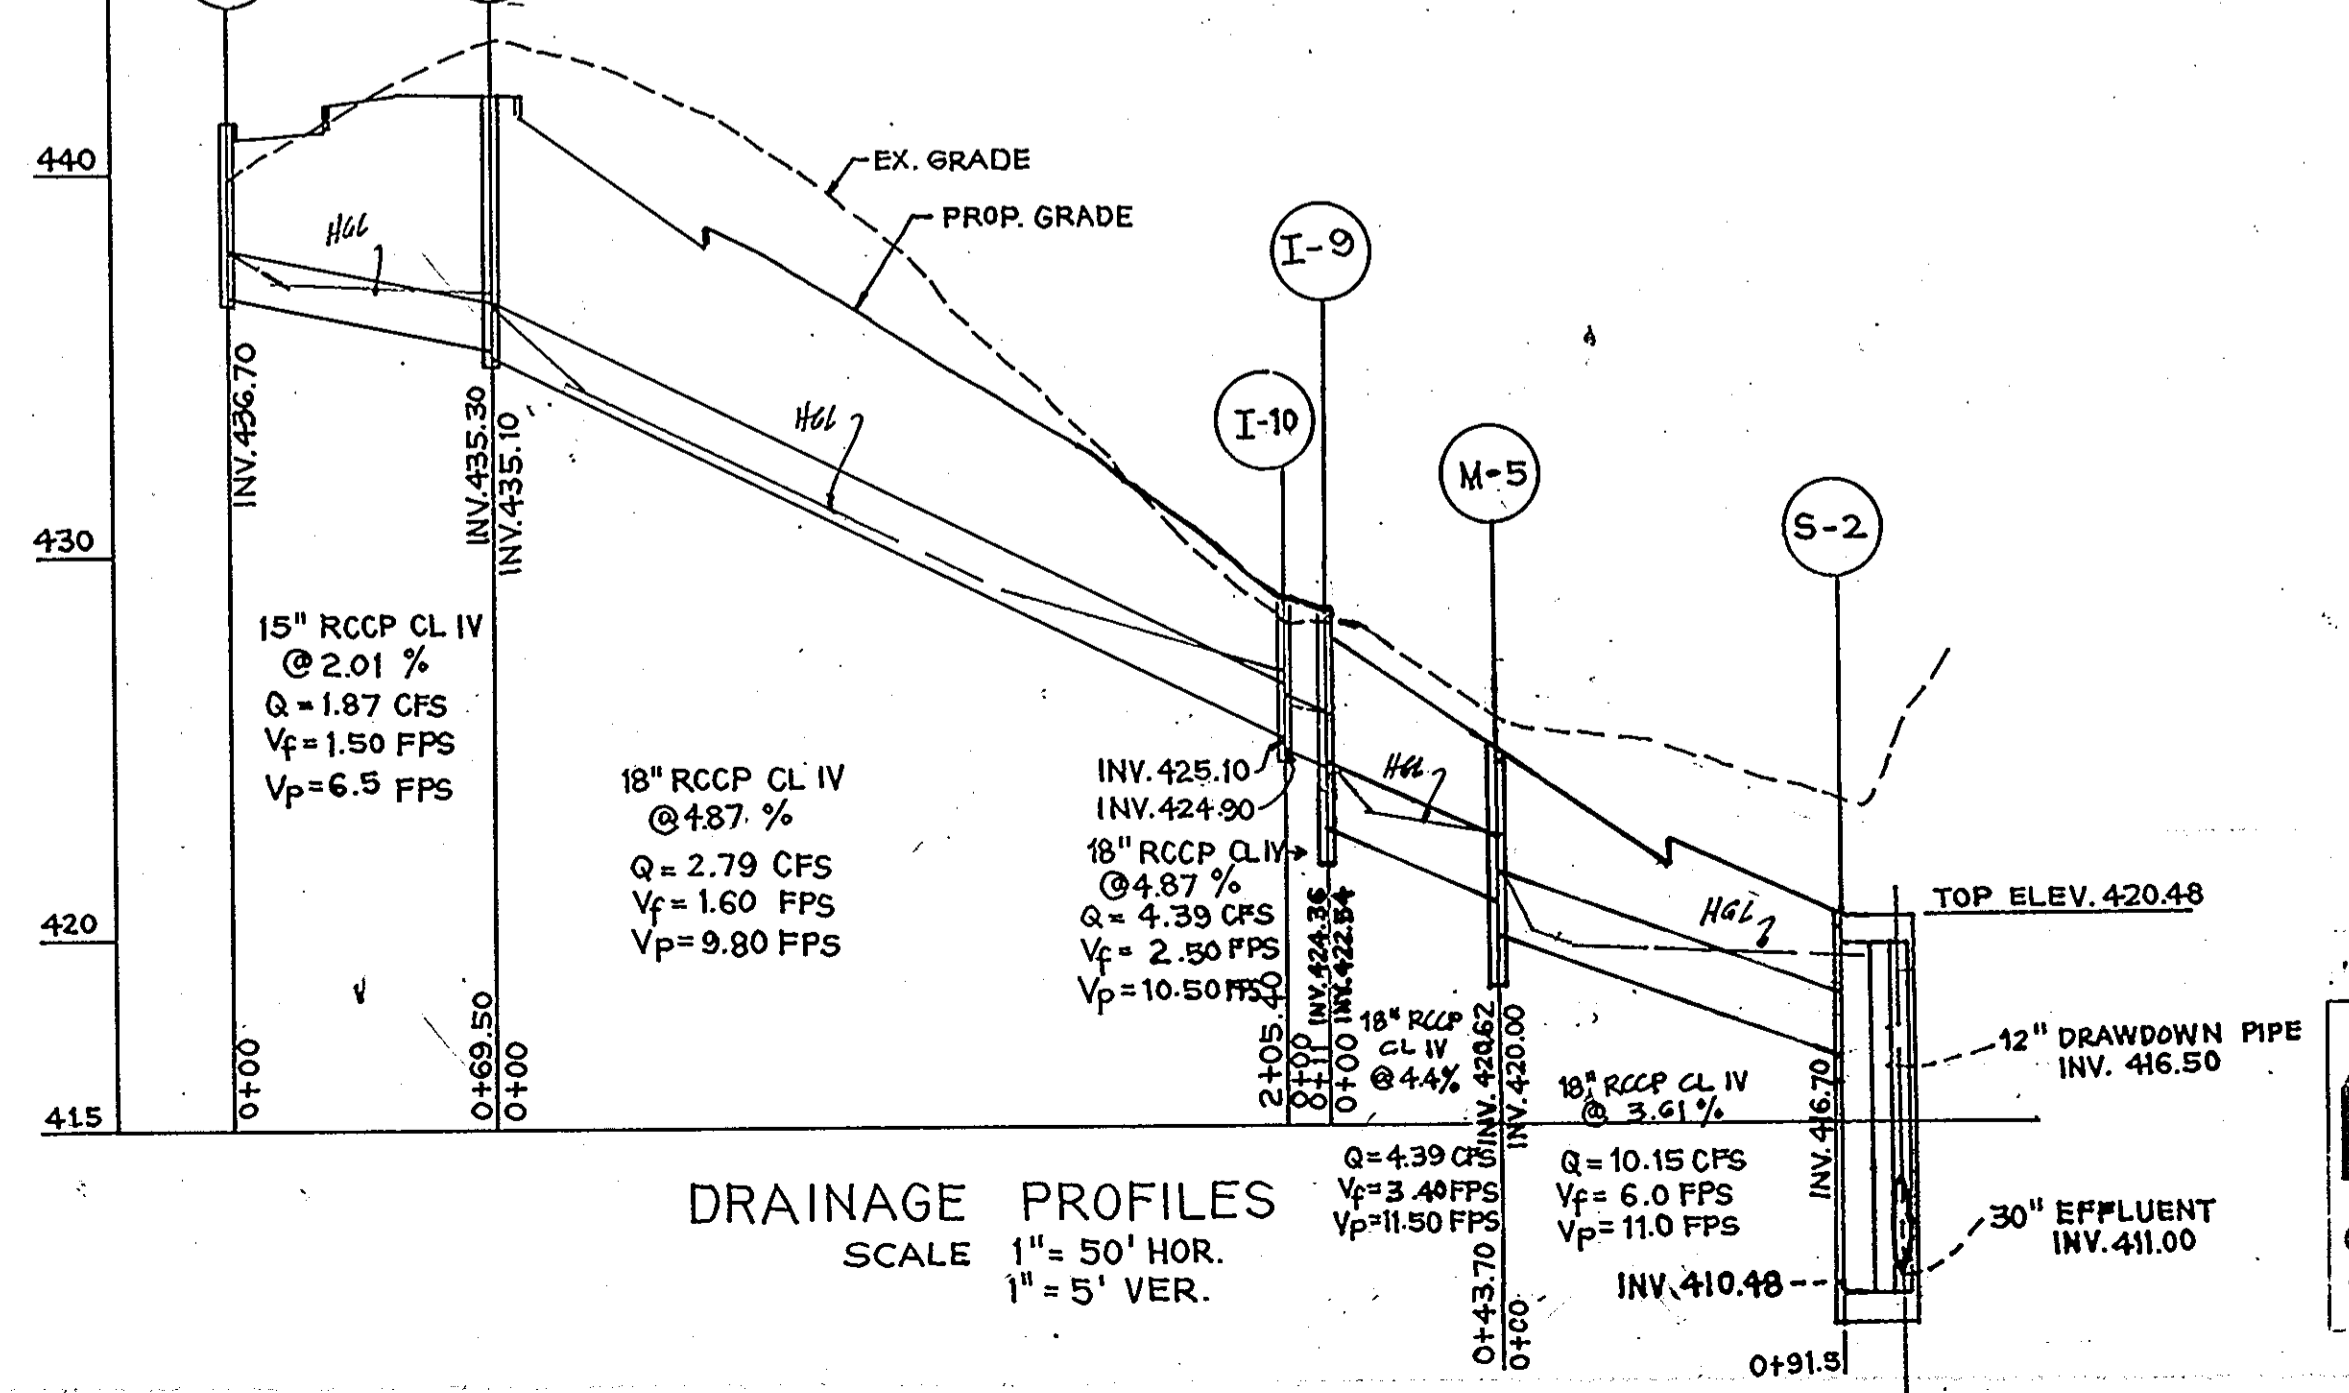 440
430
420
415
HGL
EX. GRADE
PROP. GRADE
I-9
I-10
M-5
S-2
INV. 436.70
INV. 435.30
INV. 435.10
HGL
15" RCCP CL IV
@ 2.01 %
Q = 1.87 CFS
Vf = 1.50 FPS
Vp = 6.5 FPS
18" RCCP CL IV
@ 4.87 %
Q = 2.79 CFS
Vf = 1.60 FPS
Vp = 9.80 FPS
INV. 425.10
INV. 424.90
18" RCCP CL IV
@ 4.87 %
Q = 4.39 CFS
Vf = 2.50 FPS
Vp = 10.50 FPS
HGL
HGL
TOP ELEV. 420.48
0+00
0+69.50
0+00
2+05.40
0+00
0+11 INV. 424.36
0+00 INV. 422.54
18" RCCP
CL IV
@ 4.4%
INV. 420.62
INV. 420.00
18" RCCP CL IV
@ 3.61 %
INV. 416.70
12" DRAWDOWN PIPE
INV. 416.50
Q = 4.39 CFS
Vf = 3.40 FPS
Vp = 11.50 FPS
Q = 10.15 CFS
Vf = 6.0 FPS
Vp = 11.0 FPS
30" EFFLUENT
INV. 411.00
INV. 410.48
0+43.70
0+00
0+91.5
DRAINAGE PROFILES
SCALE 1" = 50' HOR.
1" = 5' VER.